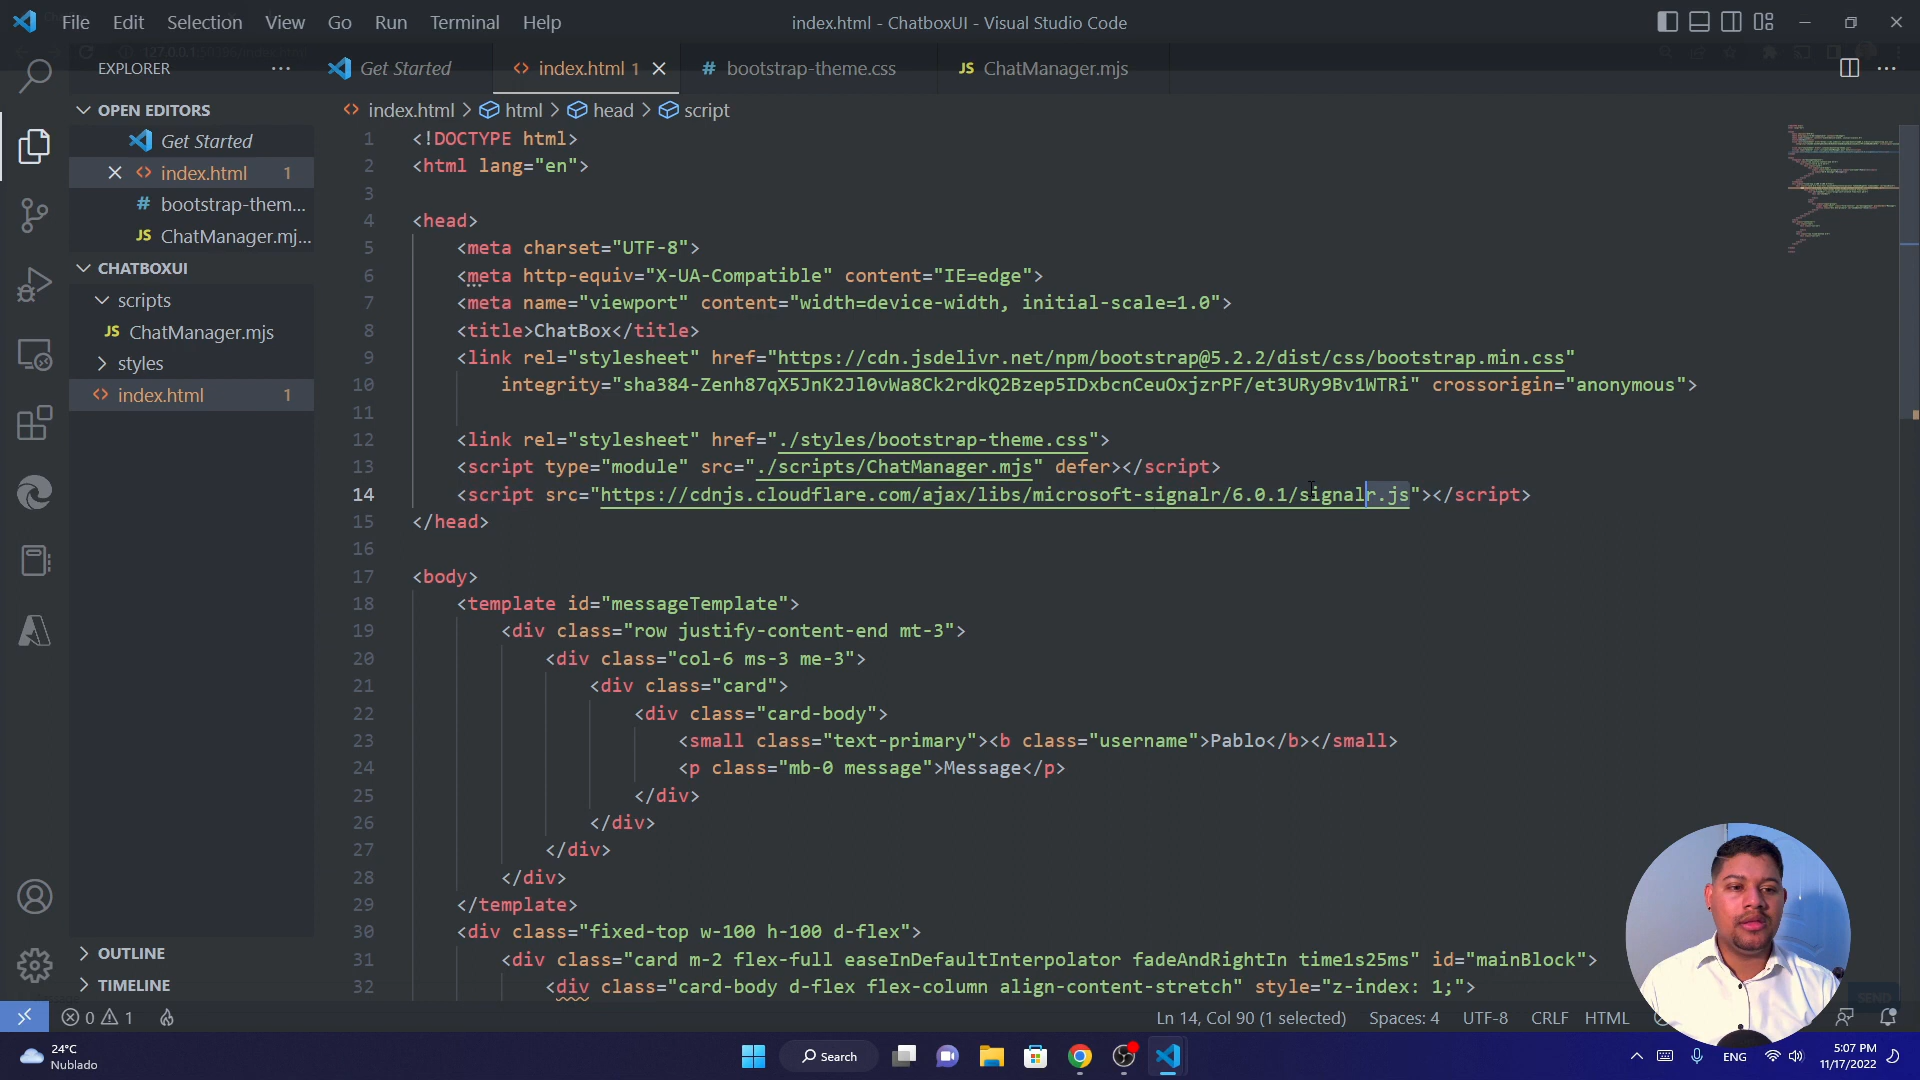 File Edit Selection View Go Run Terminal Help
index.html - ChatboxUI - Visual Studio Code
EXPLORER
Get Started
index.html 1
# bootstrap-theme.css
JS ChatManager.mjs
OPEN EDITORS
Get Started
index.html 1
# bootstrap-them...
JS ChatManager.mj...
CHATBOXUI
scripts
JS ChatManager.mjs
styles
index.html 1
OUTLINE
TIMELINE
index.html > html > head > script
1 <!DOCTYPE html>
2 <html lang="en">
3
4 <head>
5 <meta charset="UTF-8">
6 <meta http-equiv="X-UA-Compatible" content="IE=edge">
7 <meta name="viewport" content="width=device-width, initial-scale=1.0">
8 <title>ChatBox</title>
9 <link rel="stylesheet" href="https://cdn.jsdelivr.net/npm/bootstrap@5.2.2/dist/css/bootstrap.min.css"
10 integrity="sha384-Zenh87qX5JnK2Jl0vWa8Ck2rdkQ2Bzep5IDxbcnCeuOxjzrPF/et3URy9Bv1WTRi" crossorigin="anonymous">
11
12 <link rel="stylesheet" href="./styles/bootstrap-theme.css">
13 <script type="module" src="./scripts/ChatManager.mjs" defer></script>
14 <script src="https://cdnjs.cloudflare.com/ajax/libs/microsoft-signalr/6.0.1/signalr.js"></script>
15 </head>
16
17 <body>
18 <template id="messageTemplate">
19 <div class="row justify-content-end mt-3">
20 <div class="col-6 ms-3 me-3">
21 <div class="card">
22 <div class="card-body">
23 <small class="text-primary"><b class="username">Pablo</b></small>
24 <p class="mb-0 message">Message</p>
25 </div>
26 </div>
27 </div>
28 </div>
29 </template>
30 <div class="fixed-top w-100 h-100 d-flex">
31 <div class="card m-2 flex-full easeInDefaultInterpolator fadeAndRightIn time1s25ms" id="mainBlock">
32 <div class="card-body d-flex flex-column align-content-stretch" style="z-index: 1;">
0 1
Ln 14, Col 90 (1 selected) Spaces: 4 UTF-8 CRLF HTML
24°C
Nublado
Search
ENG
5:07 PM
11/17/2022